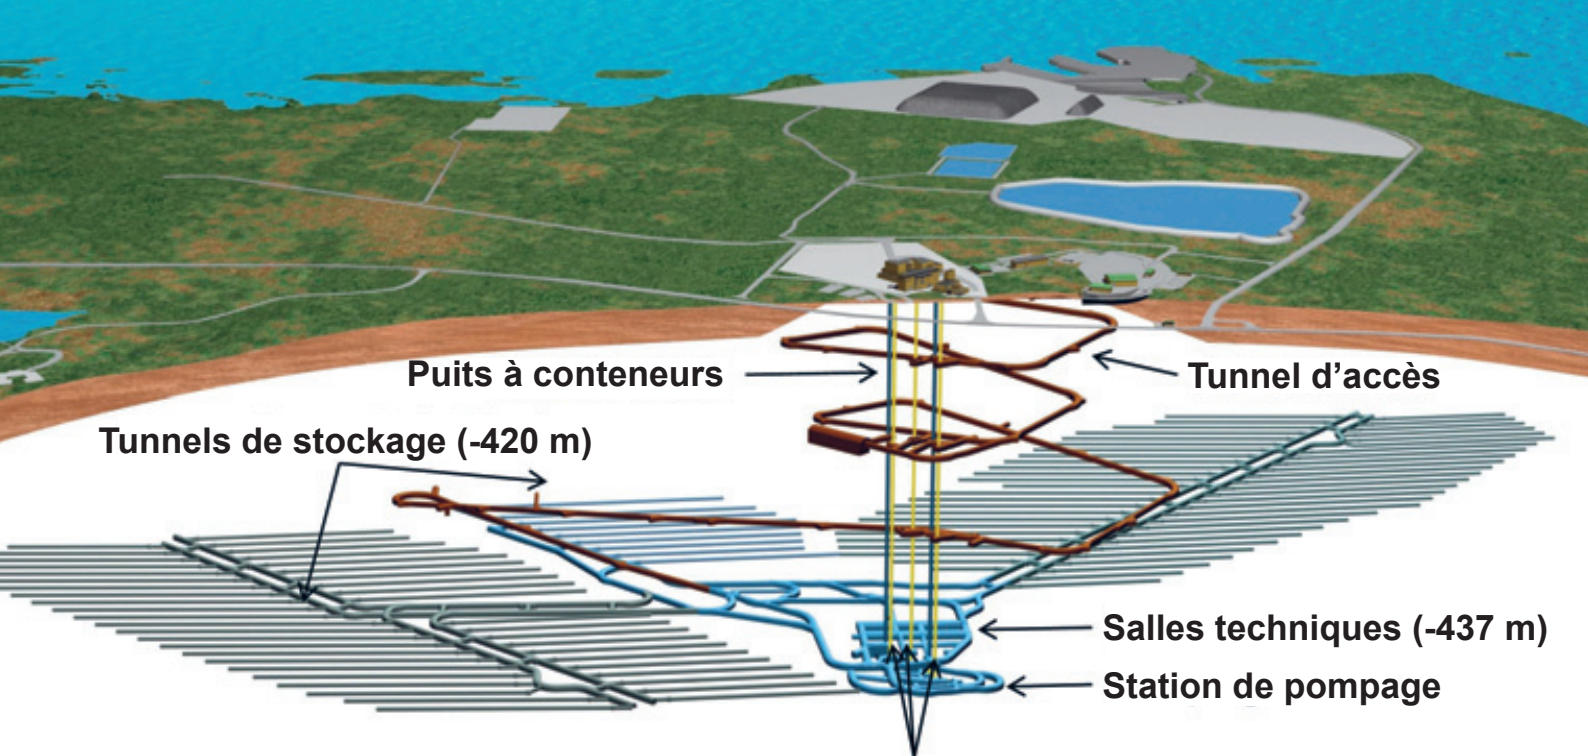 Puits à conteneurs
Tunnel d’accès
Tunnels de stockage (-420 m)
Salles techniques (-437 m)
Station de pompage